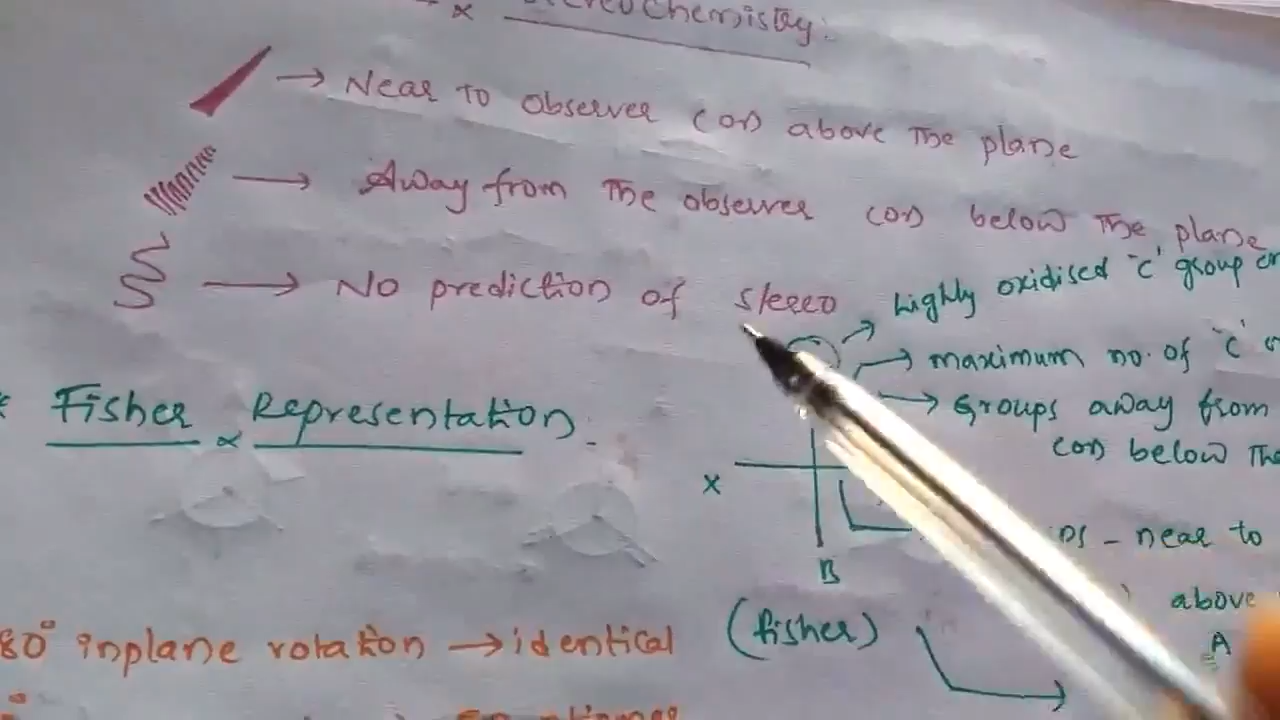 Stereochemistry:
→ Near to observer (or) above the plane
→ Away from the observer (or) below the plane
→ No prediction of stereo
→ highly oxidised 'c' group
→ maximum no. of 'c'
→ Groups away from
(or) below The
* Fisher Representation
X
B
- near to
above
A
(fisher)
80° inplane rotation → identical